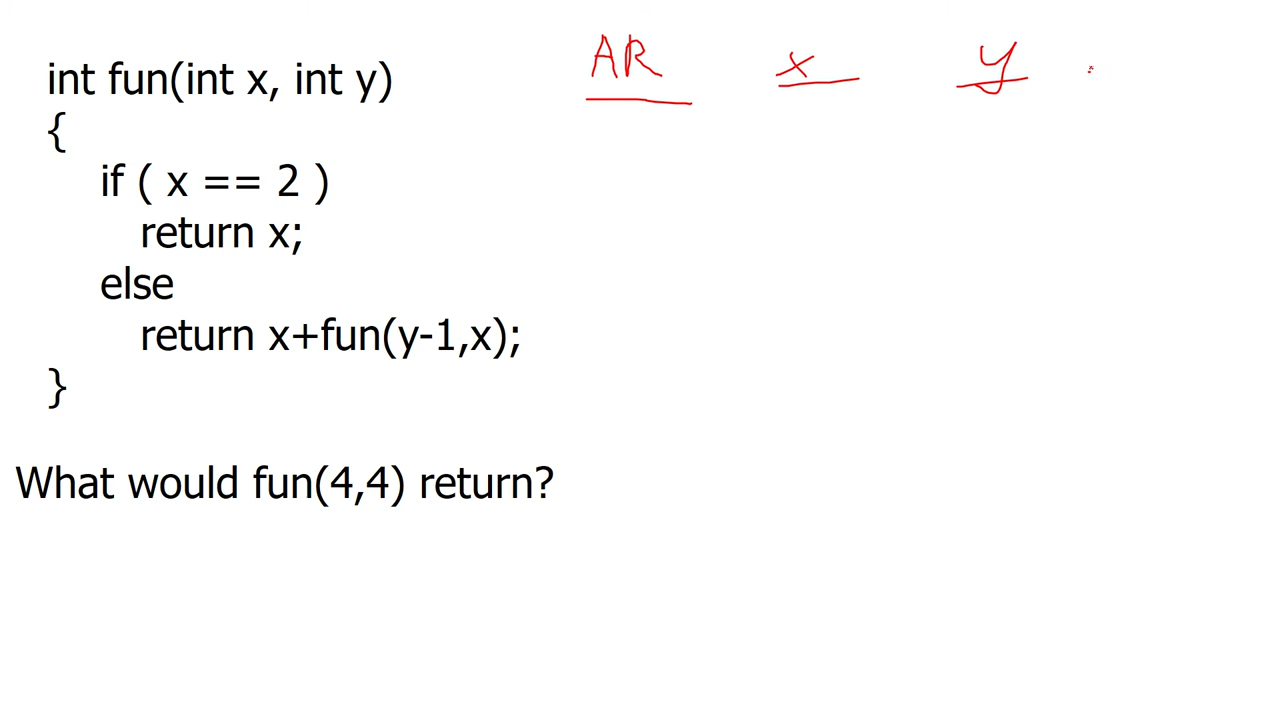 int fun(int x, int y)
{
if ( x == 2 )
return x;
else
return x+fun(y-1,x);
}
What would fun(4,4) return?
AR x y